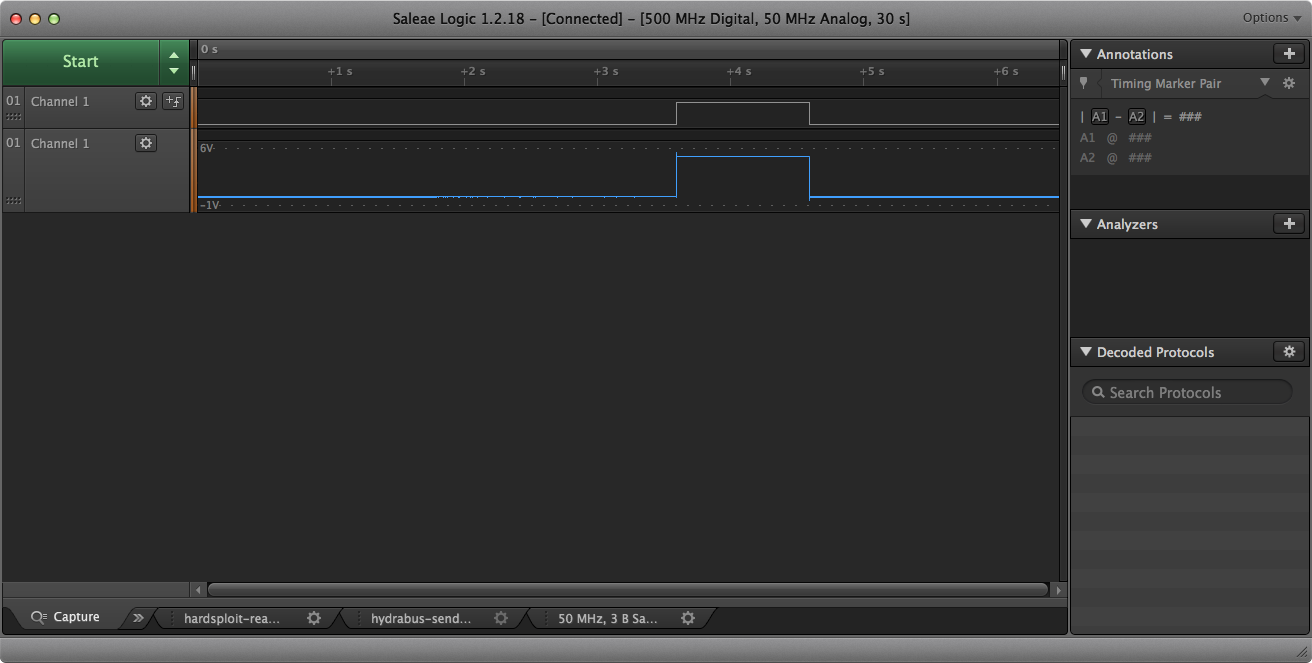 Saleae Logic 1.2.18 – [Connected] – [500 MHz Digital, 50 MHz Analog, 30 s]
Options
Start
0 s
+1 s +2 s +3 s +4 s +5 s +6 s
01 Channel 1
01 Channel 1
6V
-1V
Annotations
Timing Marker Pair
| A1 – A2 | = ###
A1 @ ###
A2 @ ###
Analyzers
Decoded Protocols
Search Protocols
Capture
hardsploit-rea...
hydrabus-send...
50 MHz, 3 B Sa...